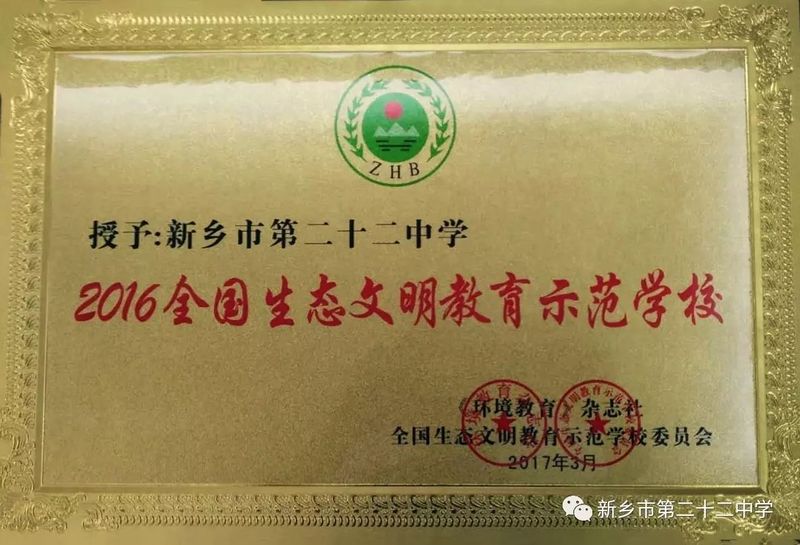 ZHB
授予:新乡市第二十二中学
2016全国生态文明教育示范学校
《环境教育》杂志社
全国生态文明教育示范学校委员会
2017年3月
新乡市第二十二中学